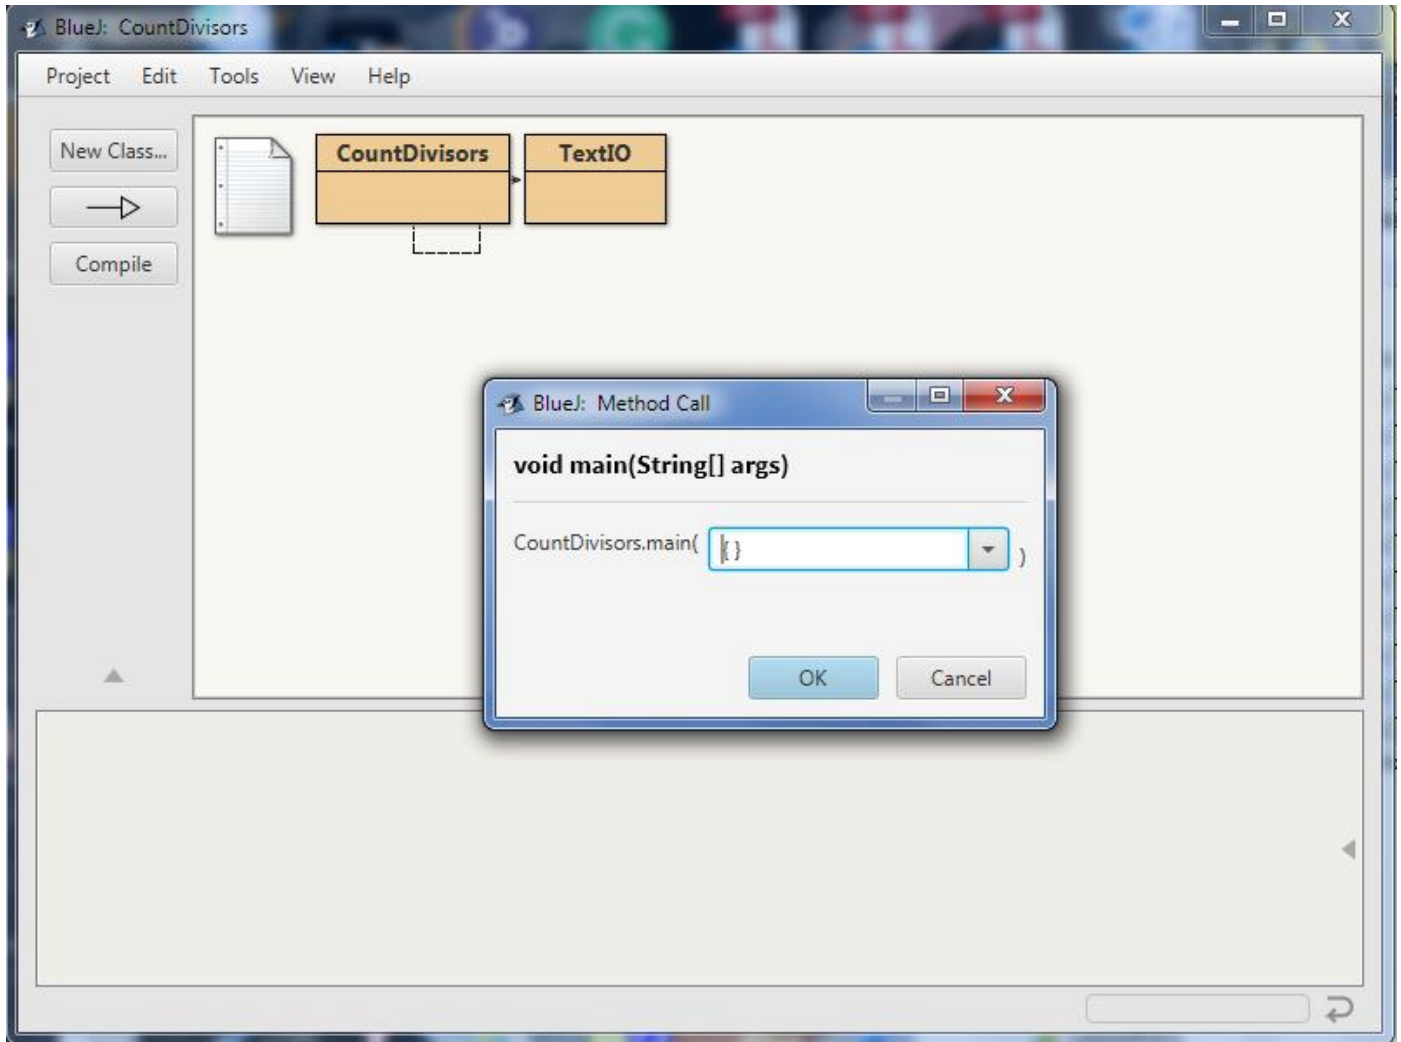 BlueJ: CountDivisors
Project Edit Tools View Help
New Class...
Compile
CountDivisors
TextIO
BlueJ: Method Call
void main(String[] args)
CountDivisors.main( { } )
OK Cancel